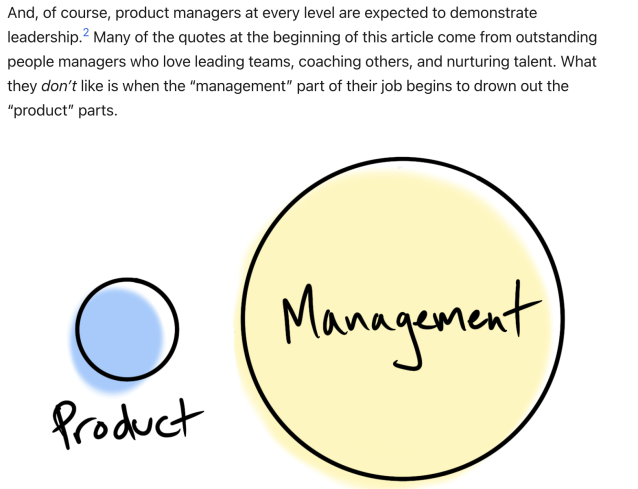 And, of course, product managers at every level are expected to demonstrate
leadership.2 Many of the quotes at the beginning of this article come from outstanding
people managers who love leading teams, coaching others, and nurturing talent. What
they don’t like is when the “management” part of their job begins to drown out the
“product” parts.
Management
Product